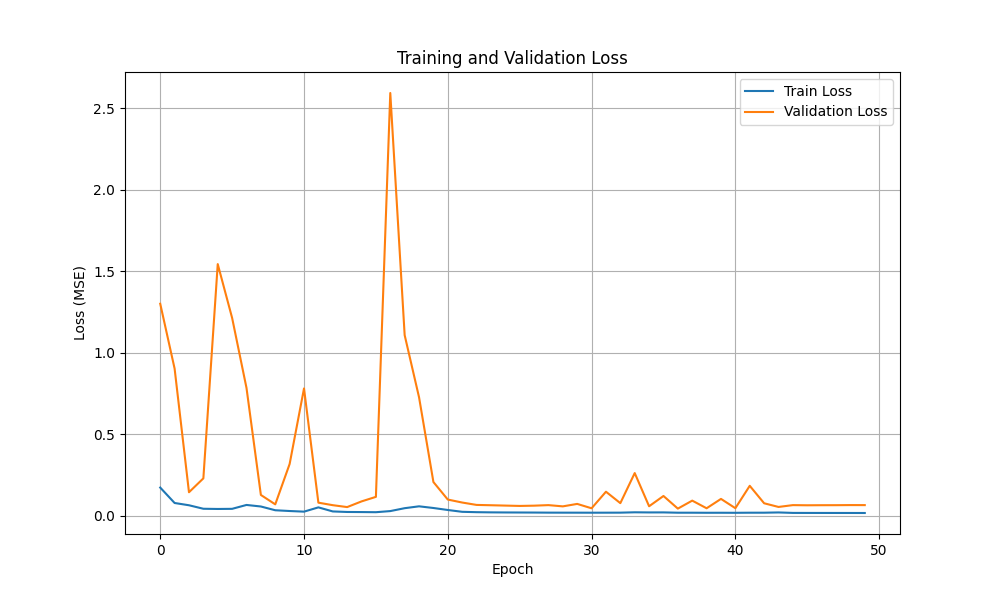 Training and Validation Loss
Train Loss
Validation Loss
2.5
2.0
1.5
1.0
0.5
0.0
Loss (MSE)
0 10 20 30 40 50
Epoch